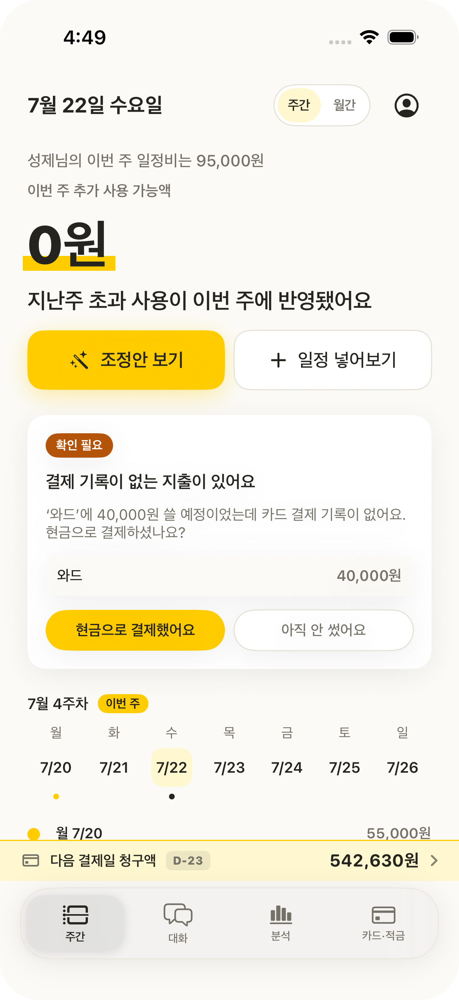 4:49
7월 22일 수요일
주간 월간
성제님의 이번 주 일정비는 95,000원
이번 주 추가 사용 가능액
0원
지난주 초과 사용이 이번 주에 반영됐어요
조정안 보기
일정 넣어보기
확인 필요
결제 기록이 없는 지출이 있어요
‘와드’에 40,000원 쓸 예정이었는데 카드 결제 기록이 없어요.
현금으로 결제하셨나요?
와드 40,000원
현금으로 결제했어요
아직 안 썼어요
7월 4주차 이번 주
월 화 수 목 금 토 일
7/20 7/21 7/22 7/23 7/24 7/25 7/26
월 7/20 55,000원
다음 결제일 청구액 D-23 542,630원
주간 대화 분석 카드·적금